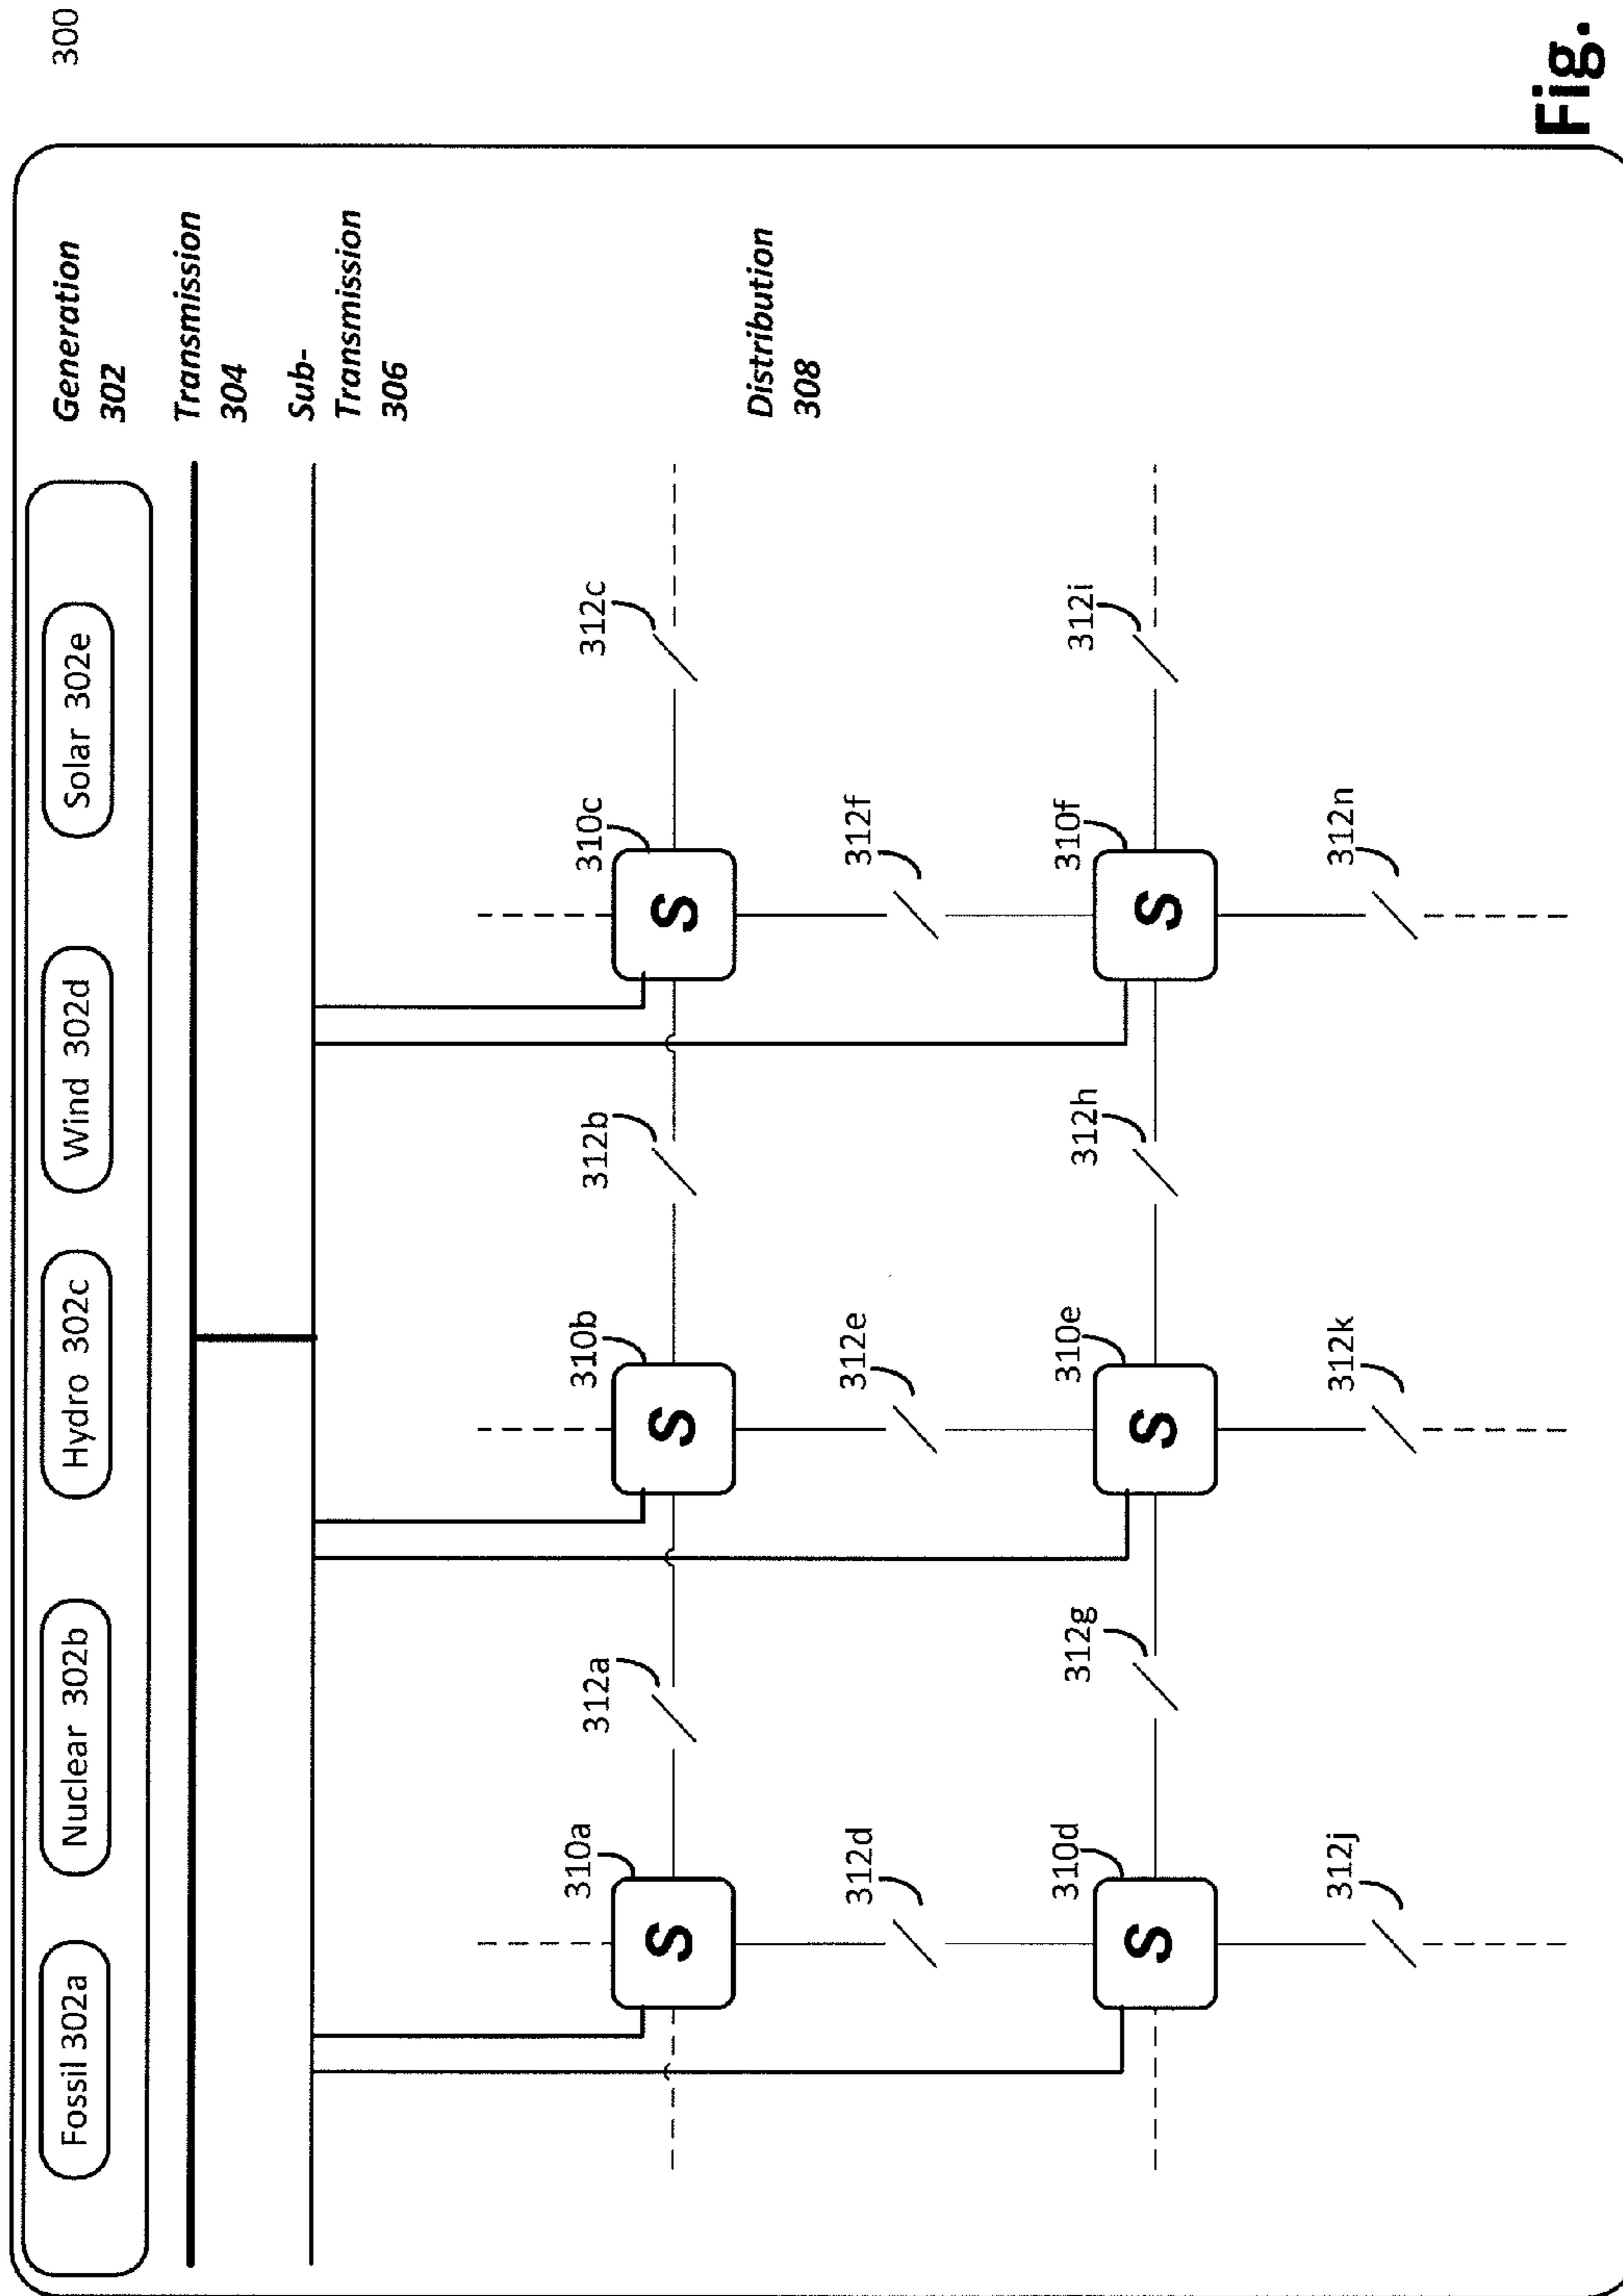 300
Fossil 302a
Nuclear 302b
Hydro 302c
Wind 302d
Solar 302e
Generation
302
Transmission
304
Sub-
Transmission
306
310a
312a
310b
312b
310c
312c
S
S
S
Distribution
308
312d
312e
312f
310d
312g
310e
312h
310f
312i
S
S
S
312j
312k
312n
Fig.